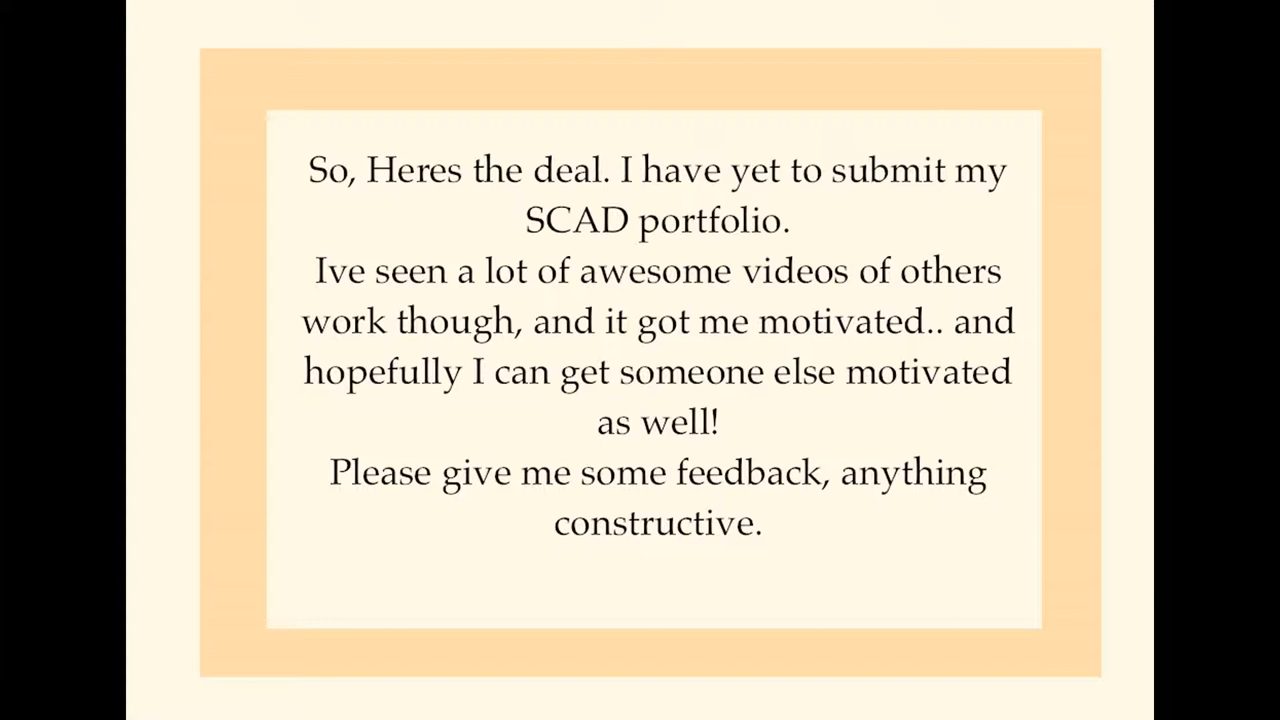 So, Heres the deal. I have yet to submit my
SCAD portfolio.
Ive seen a lot of awesome videos of others
work though, and it got me motivated.. and
hopefully I can get someone else motivated
as well!
Please give me some feedback, anything
constructive.